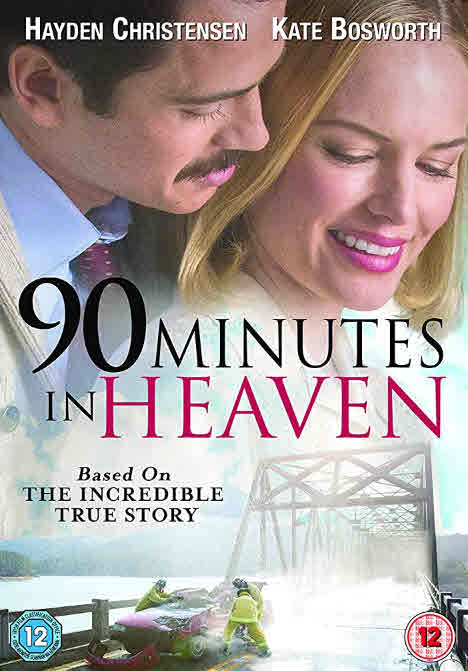 HAYDEN CHRISTENSEN KATE BOSWORTH
90 MINUTES
IN HEAVEN
Based On
THE INCREDIBLE
TRUE STORY
12
12